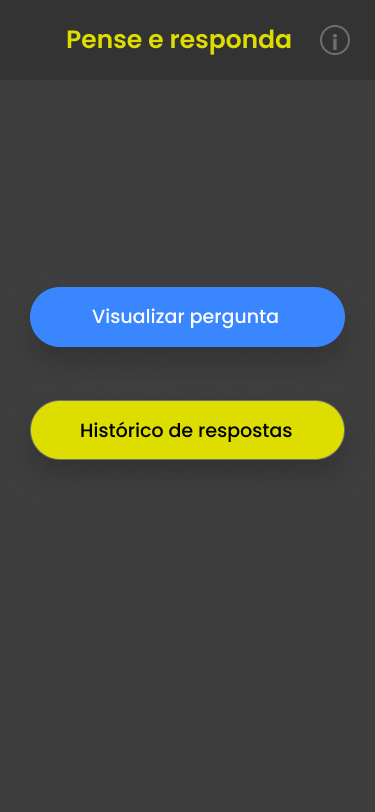 Pense e responda
Visualizar pergunta
Histórico de respostas